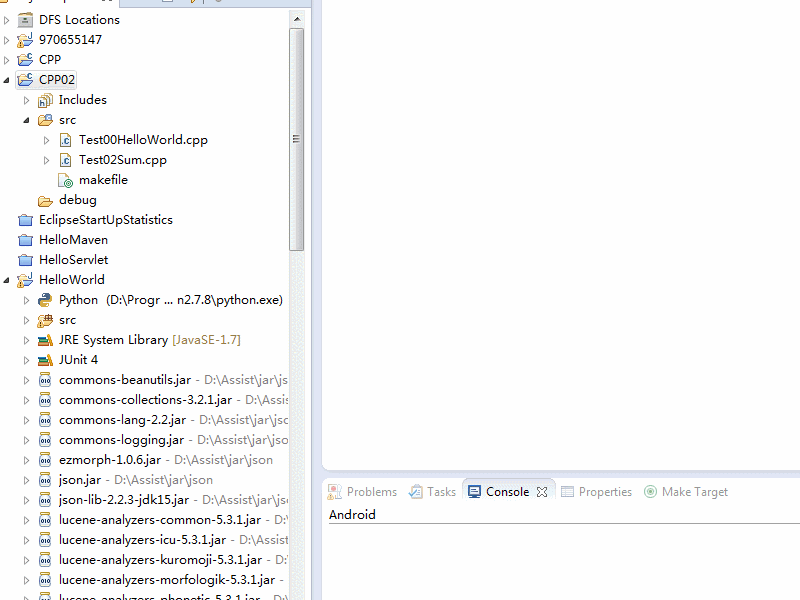 DFS Locations
970655147
CPP
CPP02
Includes
src
Test00HelloWorld.cpp
Test02Sum.cpp
makefile
debug
EclipseStartUpStatistics
HelloMaven
HelloServlet
HelloWorld
Python (D:\Progr ... n2.7.8\python.exe)
src
JRE System Library [JavaSE-1.7]
JUnit 4
commons-beanutils.jar - D:\Assist\jar\js
commons-collections-3.2.1.jar - D:\Assis
commons-lang-2.2.jar - D:\Assist\jar\jsc
commons-logging.jar - D:\Assist\jar\jso
ezmorph-1.0.6.jar - D:\Assist\jar\json
json.jar - D:\Assist\jar\json
json-lib-2.2.3-jdk15.jar - D:\Assist\jar\js
lucene-analyzers-common-5.3.1.jar - D:\
lucene-analyzers-icu-5.3.1.jar - D:\Assist
lucene-analyzers-kuromoji-5.3.1.jar - D:
lucene-analyzers-morfologik-5.3.1.jar -
lucene-analyzers-phonetic-5.3.1.jar - D:\
Problems Tasks Console Properties Make Target
Android